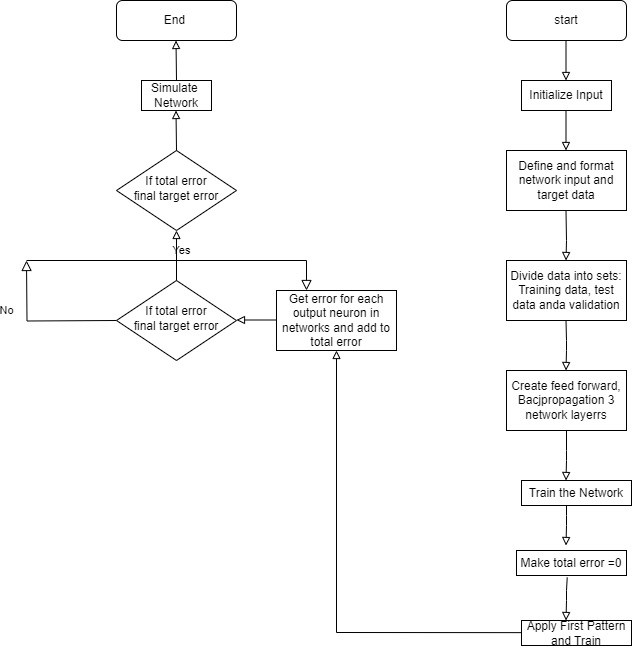 start
Initialize Input
Define and format
network input and
target data
Divide data into sets:
Training data, test
data anda validation
Create feed forward,
Bacjpropagation 3
network layerrs
Train the Network
Make total error =0
Apply First Pattern
and Train
Get error for each
output neuron in
networks and add to
total error
If total error
final target error
No
Yes
If total error
final target error
Simulate
Network
End